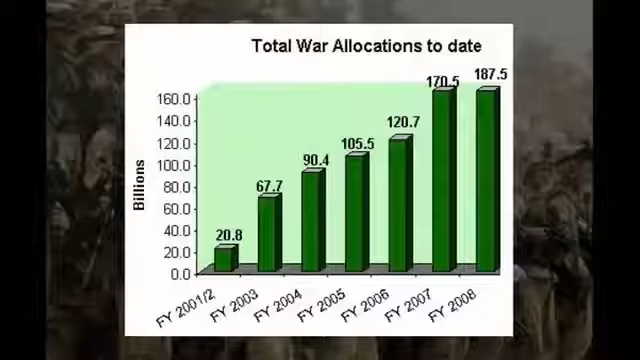 Total War Allocations to date
187.5
170.5
160.0
140.0
120.7
120.0
105.5
100.0
90.4
80.0
67.7
60.0
40.0
20.8
20.0
0.0
Billions
FY 2001/2
FY 2003
FY 2004
FY 2005
FY 2006
FY 2007
FY 2008